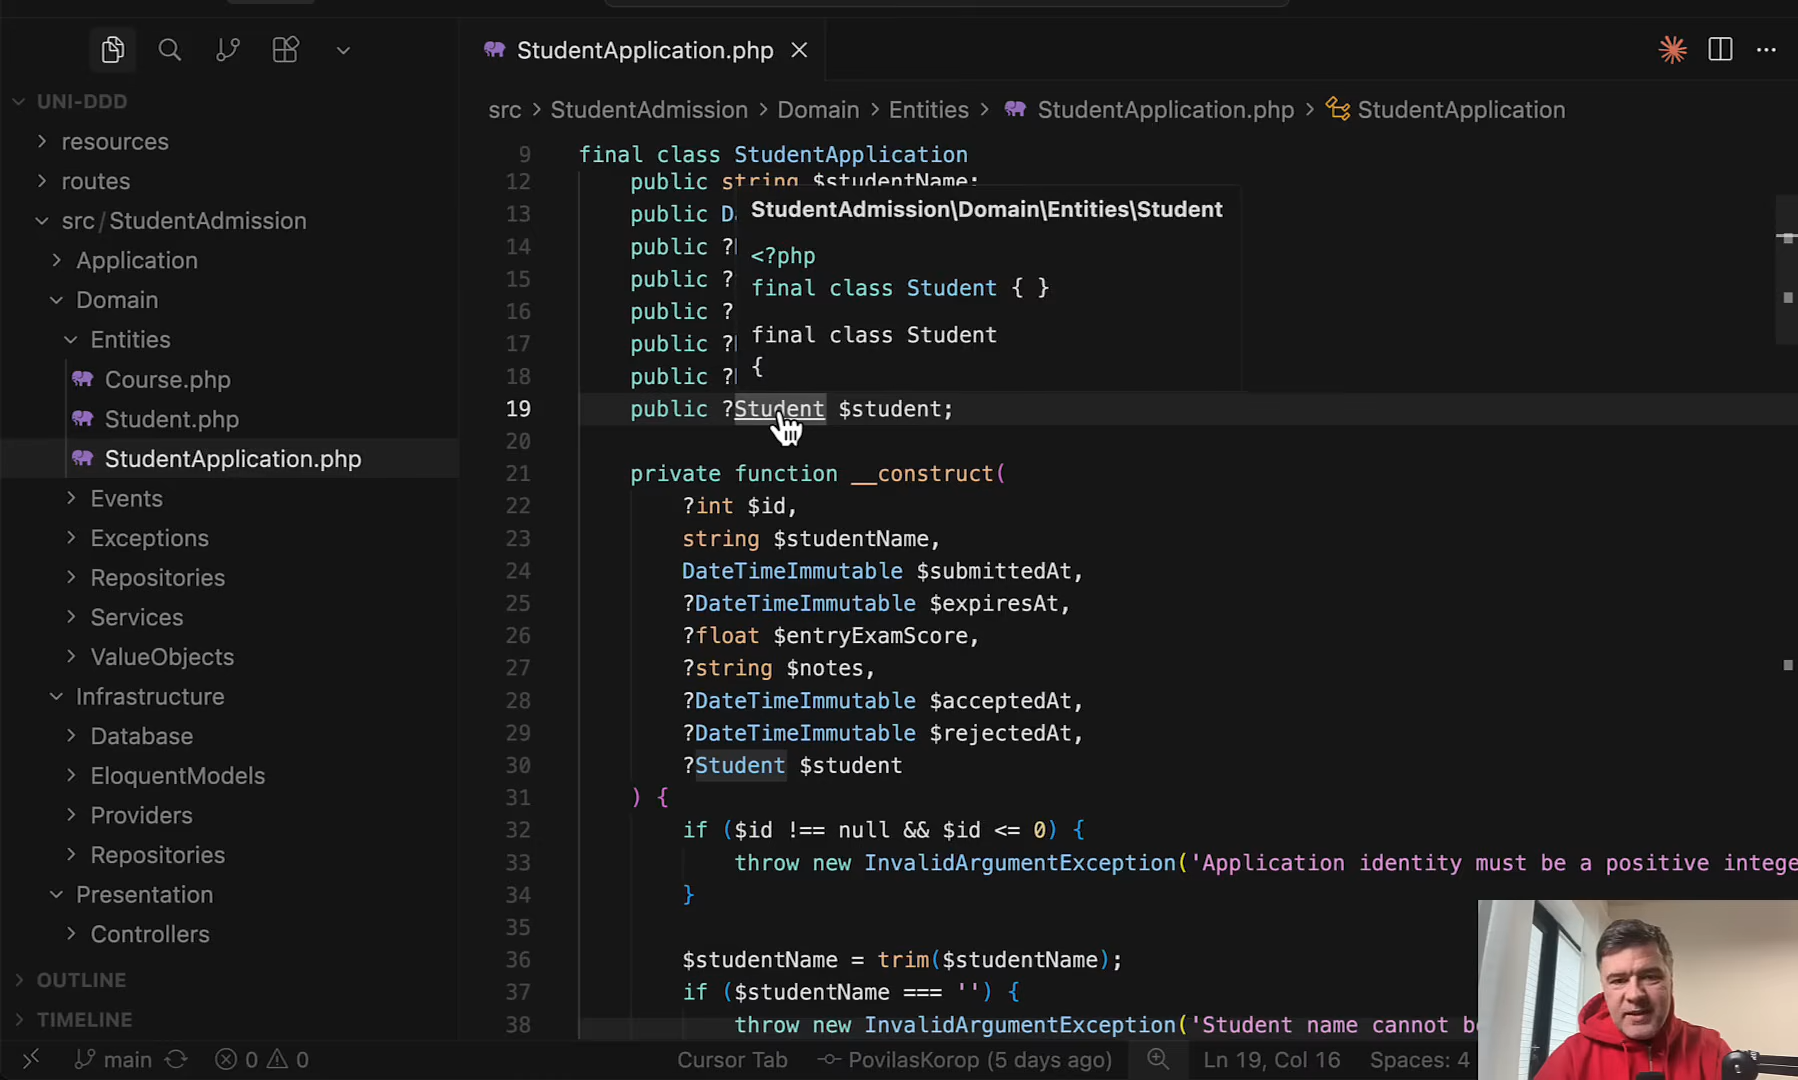 StudentApplication.php
UNI-DDD
resources
routes
src/StudentAdmission
Application
Domain
Entities
Course.php
Student.php
StudentApplication.php
Events
Exceptions
Repositories
Services
ValueObjects
Infrastructure
Database
EloquentModels
Providers
Repositories
Presentation
Controllers
OUTLINE
TIMELINE
src > StudentAdmission > Domain > Entities > StudentApplication.php > StudentApplication
9 final class StudentApplication
12 public string $studentName;
13 public
14 public ?
15 public ?
16 public ?
17 public ?
18 public ?
StudentAdmission\Domain\Entities\Student
<?php
final class Student { }
final class Student
{
19 public ?Student $student;
20
21 private function __construct(
22 ?int $id,
23 string $studentName,
24 DateTimeImmutable $submittedAt,
25 ?DateTimeImmutable $expiresAt,
26 ?float $entryExamScore,
27 ?string $notes,
28 ?DateTimeImmutable $acceptedAt,
29 ?DateTimeImmutable $rejectedAt,
30 ?Student $student
31 ) {
32 if ($id !== null && $id <= 0) {
33 throw new InvalidArgumentException('Application identity must be a positive intege
34 }
35
36 $studentName = trim($studentName);
37 if ($studentName === '') {
38 throw new InvalidArgumentException('Student name cannot b
main 0 0 Cursor Tab PovilasKorop (5 days ago) Ln 19, Col 16 Spaces: 4